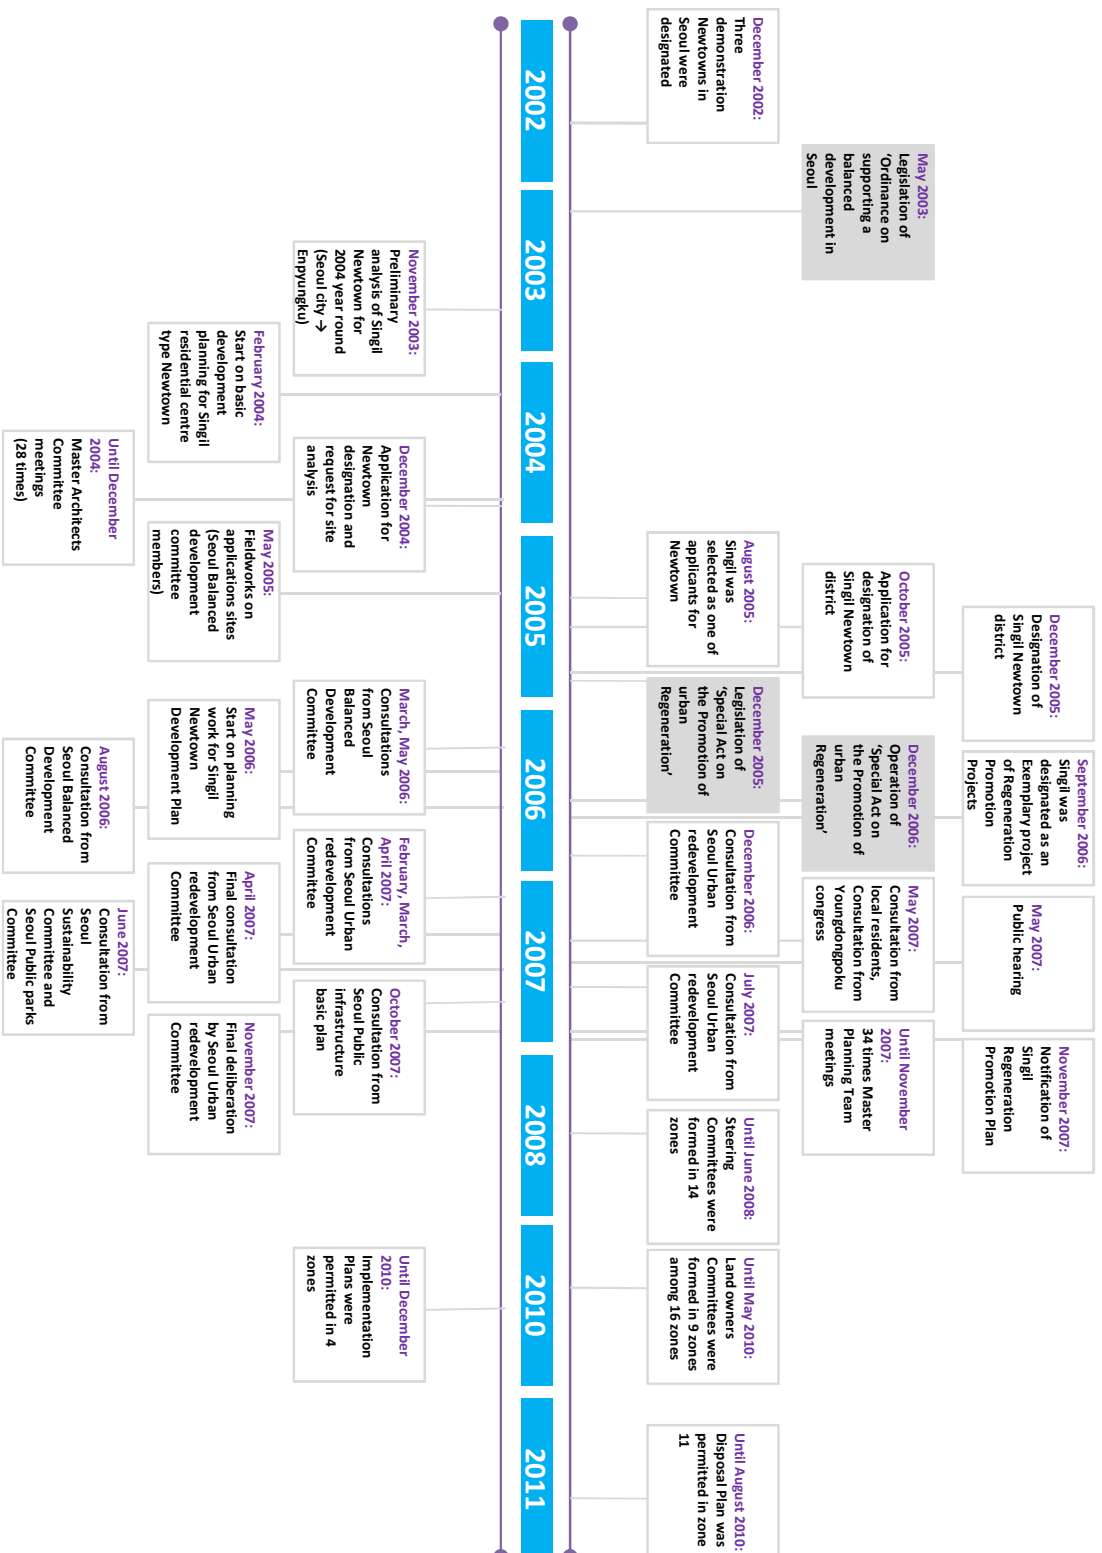 December 2002:
Three
demonstration
Newtowns in
Seoul were
designated
May 2003:
Legislation of
‘Ordinance on
supporting a
balanced
development in
Seoul
August 2005:
Singil was
selected as one of
applicants for
Newtown
October 2005:
Application for
designation of
Singil Newtown
district
December 2005:
Designation of
Singil Newtown
district
December 2005:
Legislation of
‘Special Act on
the Promotion of
urban
Regeneration’
December 2006:
Operation of
‘Special Act on
the Promotion of
urban
Regeneration’
September 2006:
Singil was
designated as an
Exemplary project
of Regeneration
Promotion
Projects
December 2006:
Consultation from
Seoul Urban
redevelopment
Committee
May 2007:
Consultation from
local residents,
Consultation from
Youngdongpoku
congress
May 2007:
Public hearing
July 2007:
Consultation from
Seoul Urban
redevelopment
Committee
Until November
2007:
34 times Master
Planning Team
meetings
November 2007:
Notification of
Singil
Regeneration
Promotion Plan
Until June 2008:
Steering
Committees were
formed in 14
zones
Until May 2010:
Land owners
Committees were
formed in 9 zones
among 16 zones
Until August 2010:
Disposal Plan was
permitted in zone
11
2002
2003
2004
2005
2006
2007
2008
2010
2011
November 2003:
Preliminary
analysis of Singil
Newtown for
2004 year round
(Seoul city →
Enpyungku)
February 2004:
Start on basic
development
planning for Singil
residential centre
type Newtown
Until December
2004:
Master Architects
Committee
meetings
(28 times)
December 2004:
Application for
Newtown
designation and
request for site
analysis
May 2005:
Fieldworks on
applications sites
(Seoul Balanced
development
committee
members)
March, May 2006:
Consultations
from Seoul
Balanced
Development
Committee
May 2006:
Start on planning
work for Singil
Newtown
Development Plan
August 2006:
Consultation from
Seoul Balanced
Development
Committee
February, March,
April 2007:
Consultations
from Seoul Urban
redevelopment
Committee
April 2007:
Final consultation
from Seoul Urban
redevelopment
Committee
June 2007:
Consultation from
Seoul
Sustainability
Committee and
Seoul Public parks
Committee
October 2007:
Consultation from
Seoul Public
infrastructure
basic plan
November 2007:
Final deliberation
by Seoul Urban
redevelopment
Committee
Until December
2010:
Implementation
Plans were
permitted in 4
zones